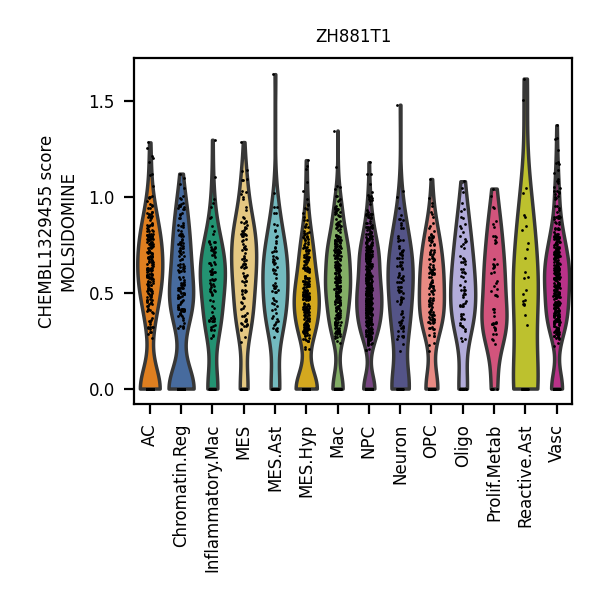 ZH881T1
CHEMBL1329455 score
MOLSIDOMINE
1.5
1.0
0.5
0.0
AC
Chromatin.Reg
Inflammatory.Mac
MES
MES.Ast
MES.Hyp
Mac
NPC
Neuron
OPC
Oligo
Prolif.Metab
Reactive.Ast
Vasc